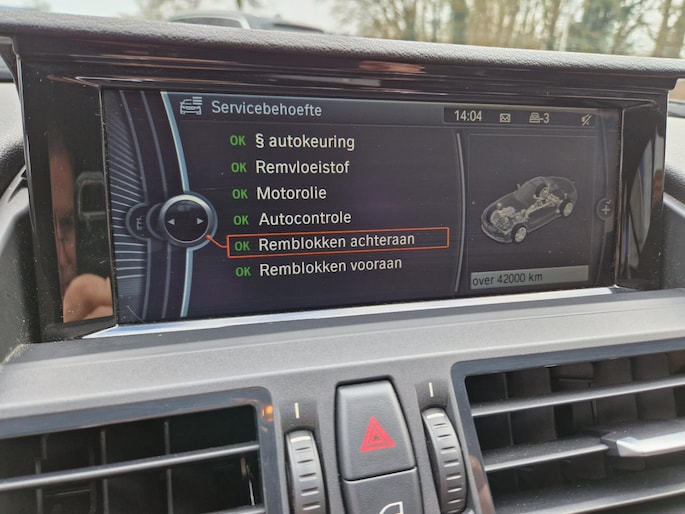 Servicebehoefte
14:04
-3
OK § autokeuring
OK Remvloeistof
OK Motorolie
OK Autocontrole
OK Remblokken achteraan
OK Remblokken vooraan
over 42000 km